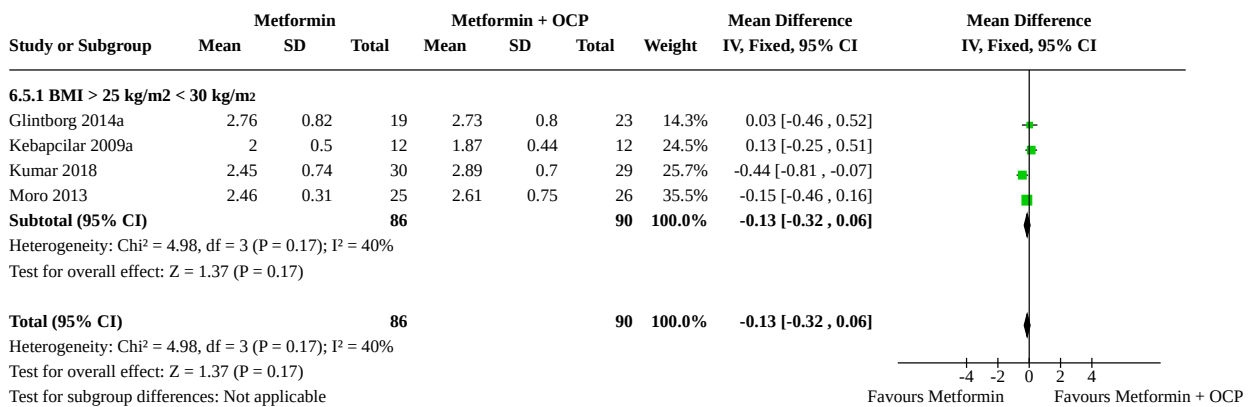 Metformin Metformin + OCP Mean Difference Mean Difference
Study or Subgroup Mean SD Total Mean SD Total Weight IV, Fixed, 95% CI IV, Fixed, 95% CI
6.5.1 BMI > 25 kg/m2 < 30 kg/m2
Glintborg 2014a 2.76 0.82 19 2.73 0.8 23 14.3% 0.03 [-0.46 , 0.52]
Kebapcilar 2009a 2 0.5 12 1.87 0.44 12 24.5% 0.13 [-0.25 , 0.51]
Kumar 2018 2.45 0.74 30 2.89 0.7 29 25.7% -0.44 [-0.81 , -0.07]
Moro 2013 2.46 0.31 25 2.61 0.75 26 35.5% -0.15 [-0.46 , 0.16]
Subtotal (95% CI) 86 90 100.0% -0.13 [-0.32 , 0.06]
Heterogeneity: Chi² = 4.98, df = 3 (P = 0.17); I² = 40%
Test for overall effect: Z = 1.37 (P = 0.17)
Total (95% CI) 86 90 100.0% -0.13 [-0.32 , 0.06]
Heterogeneity: Chi² = 4.98, df = 3 (P = 0.17); I² = 40%
Test for overall effect: Z = 1.37 (P = 0.17) -4 -2 0 2 4
Test for subgroup differences: Not applicable Favours Metformin Favours Metformin + OCP